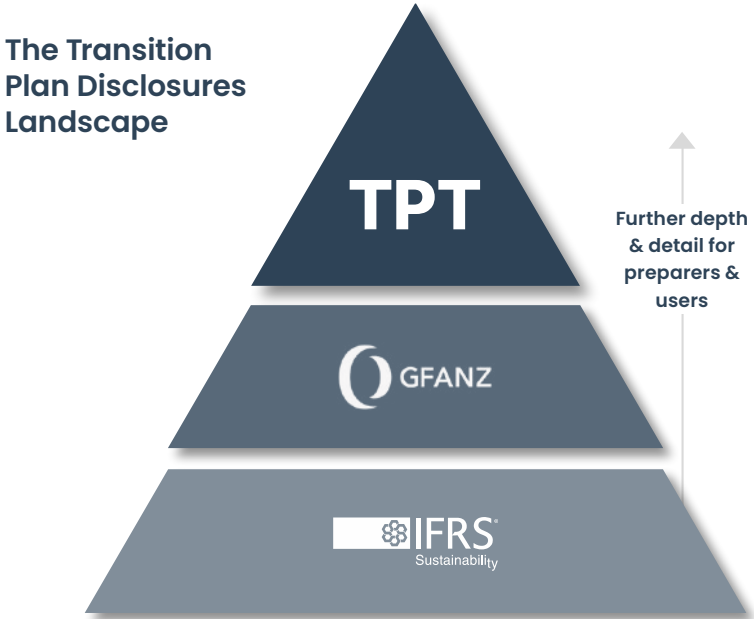 The Transition
Plan Disclosures
Landscape
TPT
Further depth
& detail for
preparers &
users
GFANZ
IFRS®
Sustainability